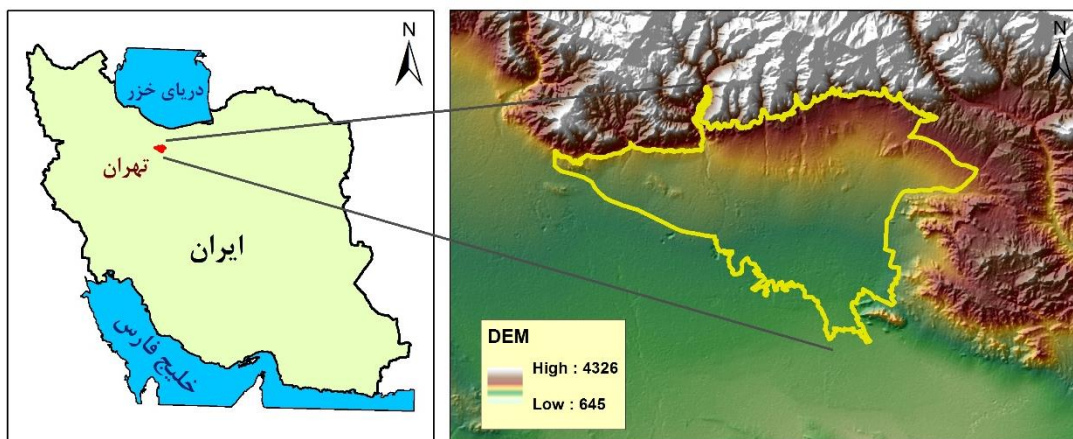 N
دریای خزر
تهران
ایران
خلیج فارس
N
DEM
High : 4326
Low : 645